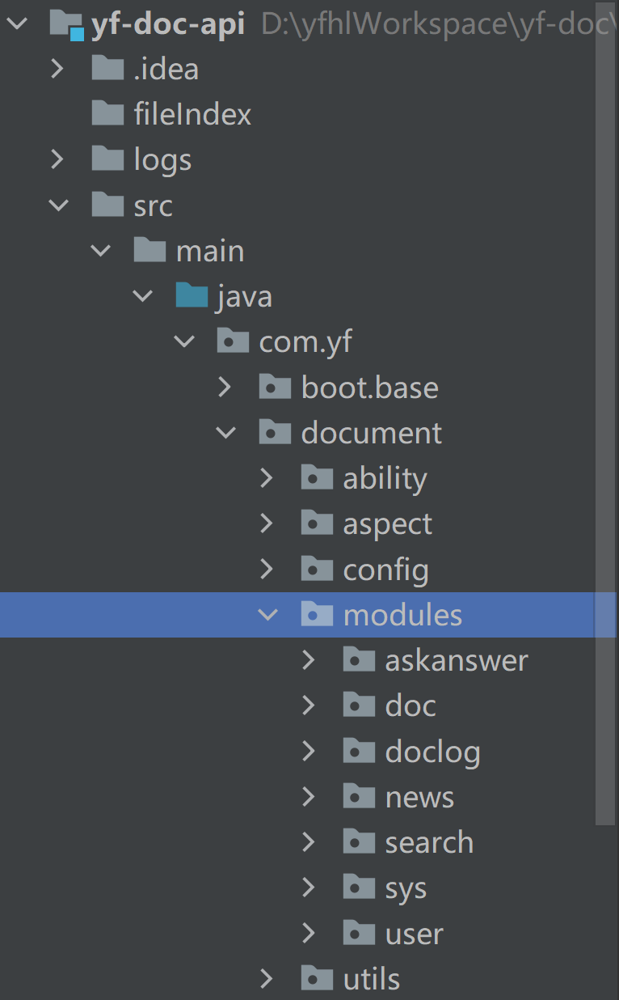 yf-doc-api D:\yfhlWorkspace\yf-doc\
.idea
fileIndex
logs
src
main
java
com.yf
boot.base
document
ability
aspect
config
modules
askanswer
doc
doclog
news
search
sys
user
utils